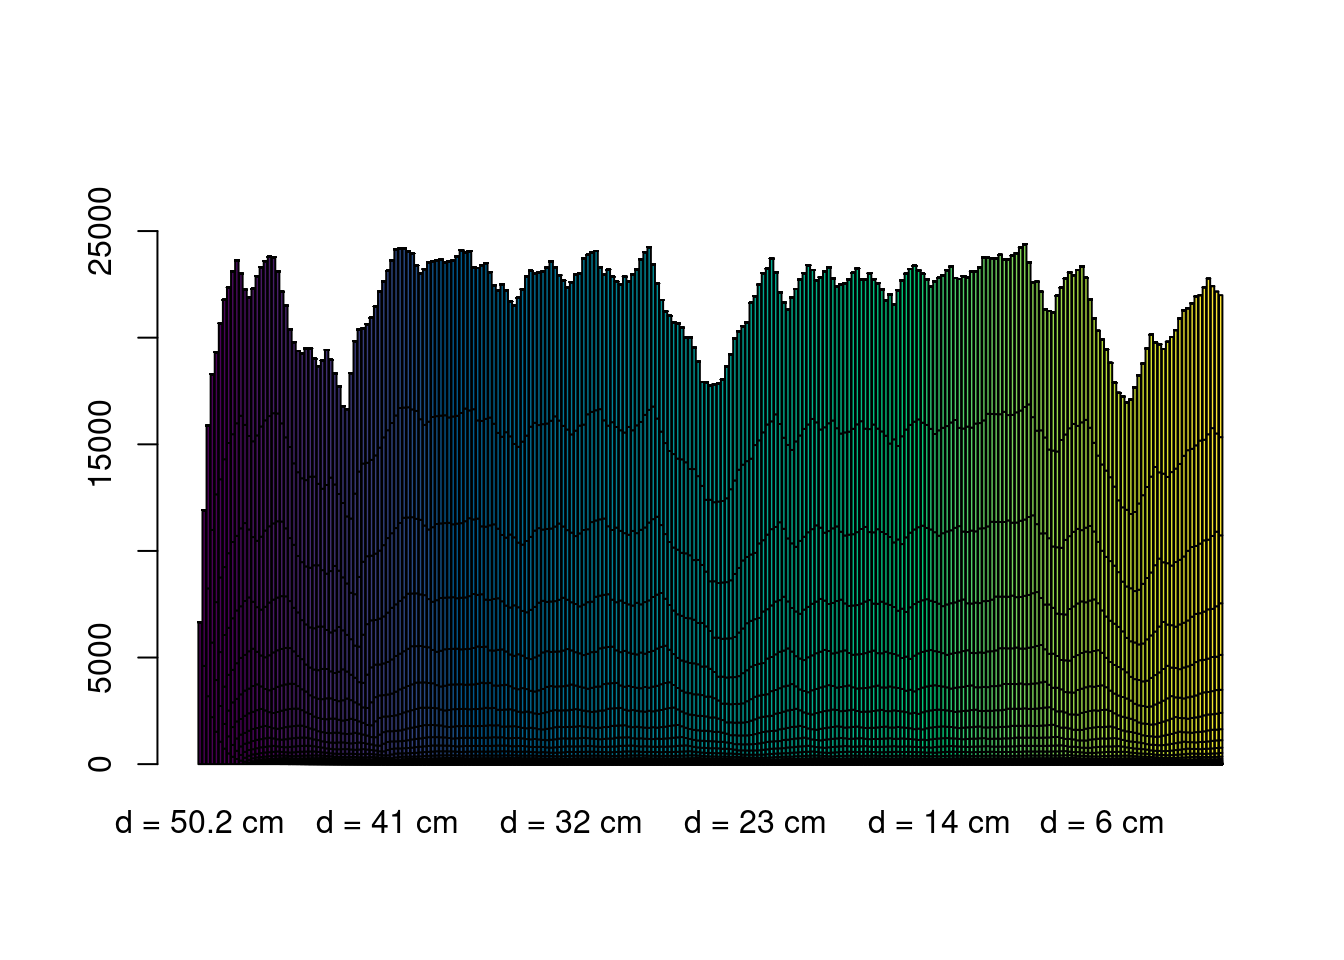 25000
15000
5000
0
d = 50.2 cm d = 41 cm d = 32 cm d = 23 cm d = 14 cm d = 6 cm